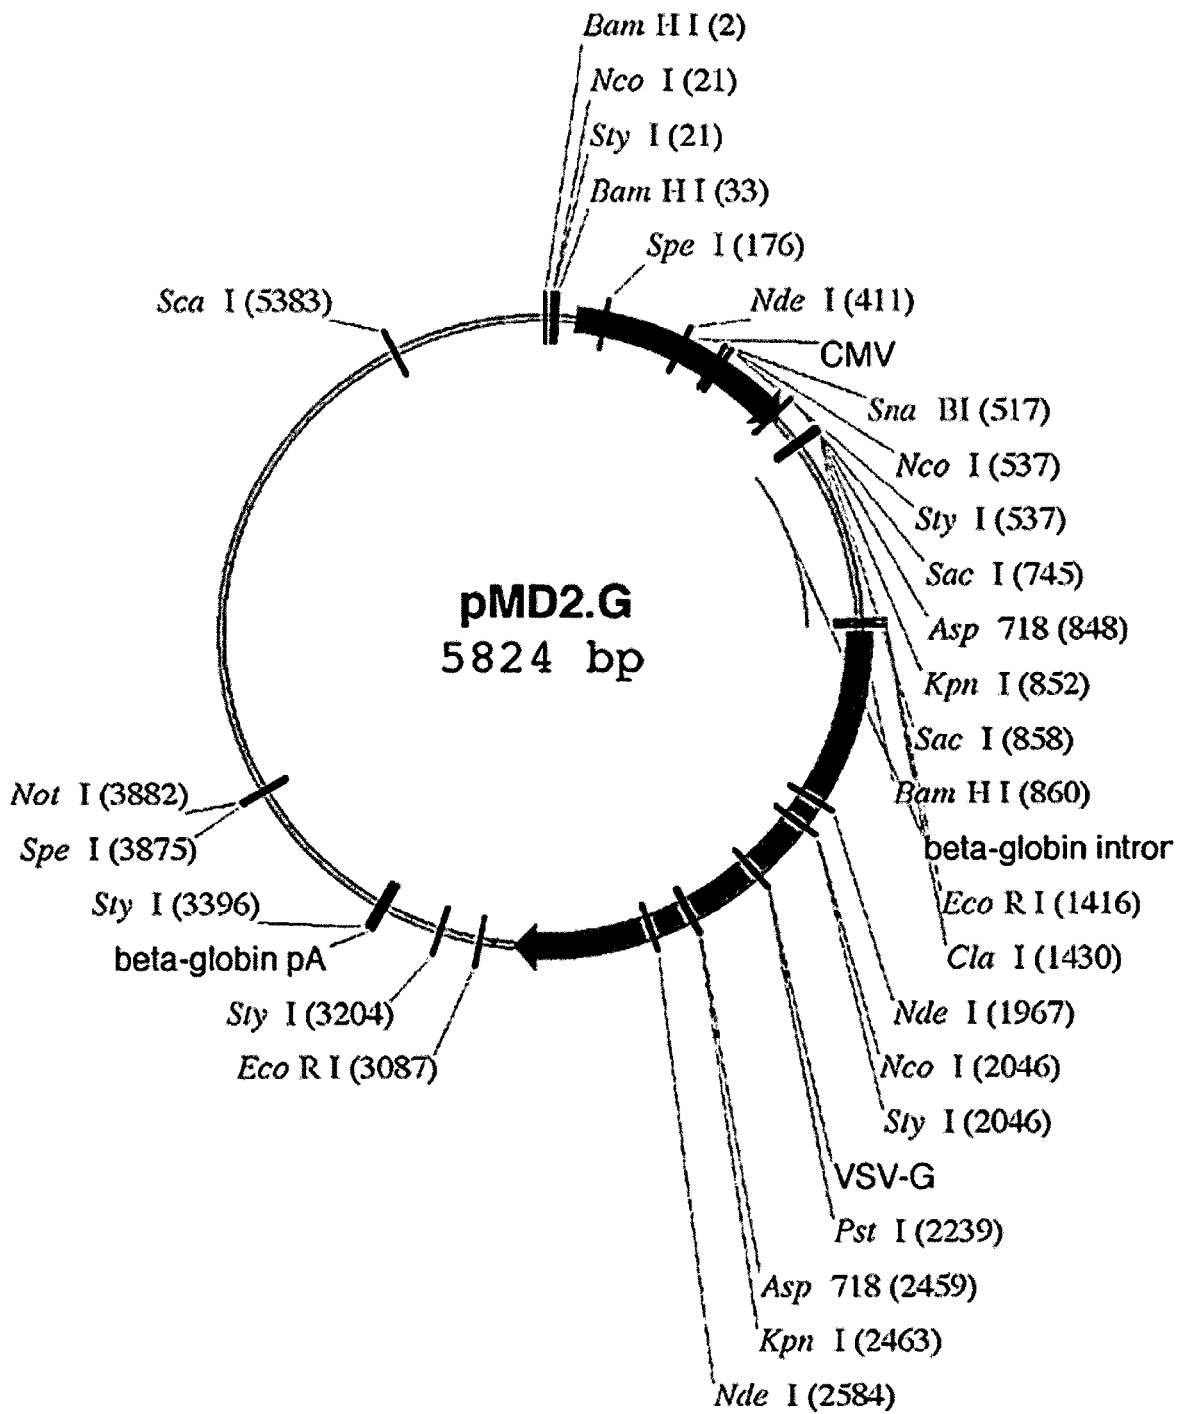 Bam H I (2)
Nco I (21)
Sty I (21)
Bam H I (33)
Spe I (176)
Sca I (5383)
Nde I (411)
CMV
Sna BI (517)
Nco I (537)
Sty I (537)
Sac I (745)
pMD2.G
5824 bp
Asp 718 (848)
Kpn I (852)
Sac I (858)
Bam H I (860)
Not I (3882)
Spe I (3875)
beta-globin intror
Sty I (3396)
Eco R I (1416)
beta-globin pA
Cla I (1430)
Sty I (3204)
Nde I (1967)
Eco R I (3087)
Nco I (2046)
Sty I (2046)
VSV-G
Pst I (2239)
Asp 718 (2459)
Kpn I (2463)
Nde I (2584)